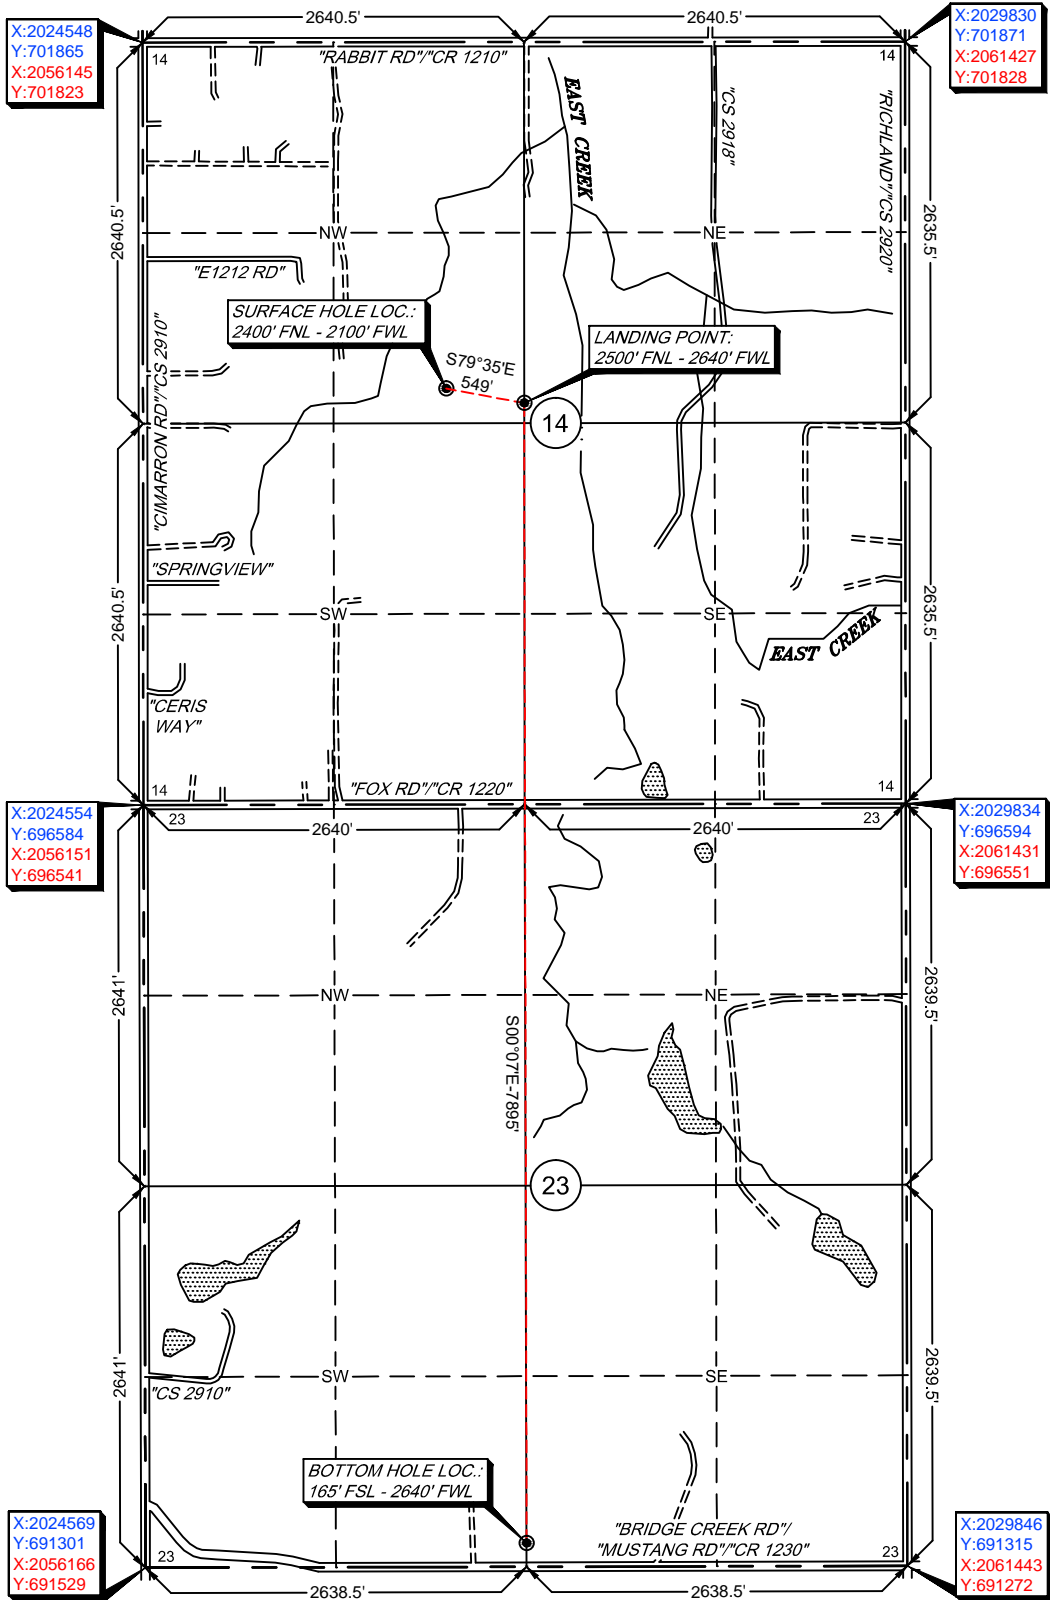 2640.5'
2640.5'
X:2024548
Y:701865
X:2056145
Y:701823
X:2029830
Y:701871
X:2061427
Y:701828
14
"RABBIT RD"/"CR 1210"
14
EAST CREEK
"CS 2918"
"RICHLAND"/"CS 2920"
2640.5'
2635.5'
NW
NE
"E1212 RD"
SURFACE HOLE LOC.:
2400' FNL - 2100' FWL
LANDING POINT:
2500' FNL - 2640' FWL
"CIMARRON RD"/"CS 2910"
S79°35'E
549'
14
"SPRINGVIEW"
2640.5'
2635.5'
SW
SE
EAST CREEK
"CERIS
WAY"
14
"FOX RD"/"CR 1220"
14
X:2024554
Y:696584
X:2056151
Y:696541
X:2029834
Y:696594
X:2061431
Y:696551
23
2640'
2640'
23
2641'
2639.5'
NW
NE
S00°07'E-7895'
23
2641'
2639.5'
SW
SE
"CS 2910"
BOTTOM HOLE LOC.:
165' FSL - 2640' FWL
"BRIDGE CREEK RD"/
"MUSTANG RD"/"CR 1230"
X:2024569
Y:691301
X:2056166
Y:691529
X:2029846
Y:691315
X:2061443
Y:691272
23
23
2638.5'
2638.5'